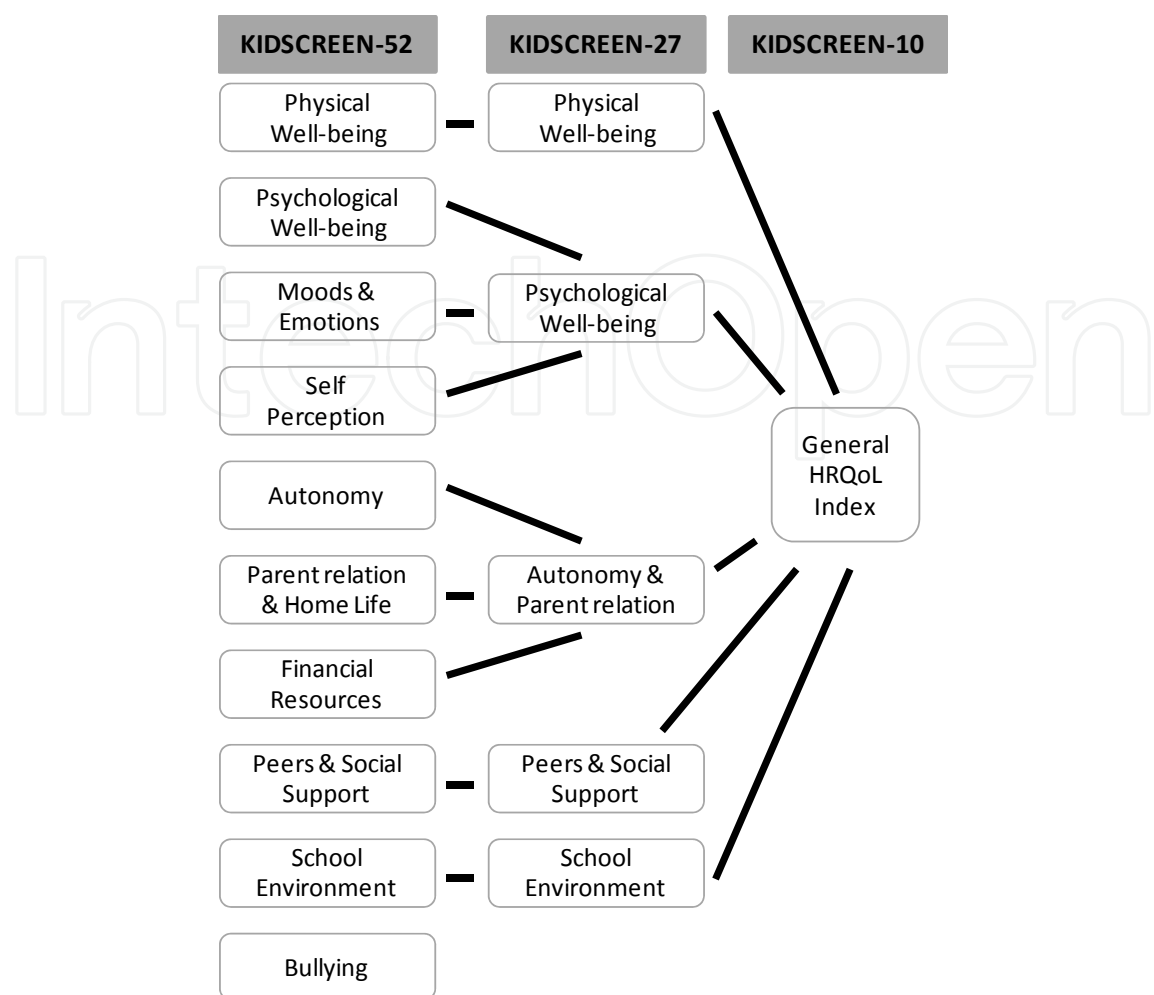 KIDSCREEN-52
KIDSCREEN-27
KIDSCREEN-10
Physical
Well-being
Physical
Well-being
Psychological
Well-being
Moods &
Emotions
Psychological
Well-being
Self
Perception
General
HRQoL
Index
Autonomy
Parent relation
& Home Life
Autonomy &
Parent relation
Financial
Resources
Peers & Social
Support
Peers & Social
Support
School
Environment
School
Environment
Bullying
IntechOpen